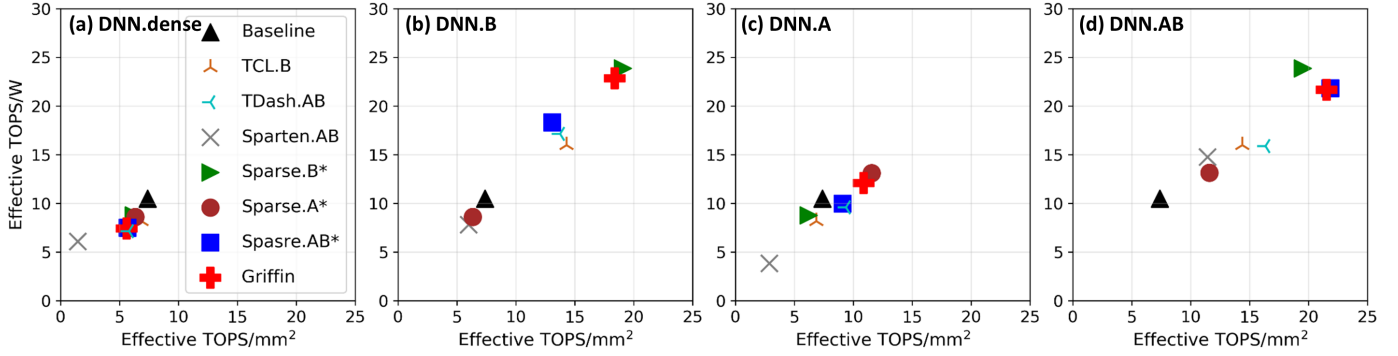 (a) DNN.dense
Baseline
TCL.B
TDash.AB
Sparten.AB
Sparse.B*
Sparse.A*
Spasre.AB*
Griffin
Effective TOPS/W
30
25
20
15
10
5
0
0 5 10 15 20 25
Effective TOPS/mm²
(b) DNN.B
30
25
20
15
10
5
0
0 5 10 15 20 25
Effective TOPS/mm²
(c) DNN.A
30
25
20
15
10
5
0
0 5 10 15 20 25
Effective TOPS/mm²
(d) DNN.AB
30
25
20
15
10
5
0
0 5 10 15 20 25
Effective TOPS/mm²